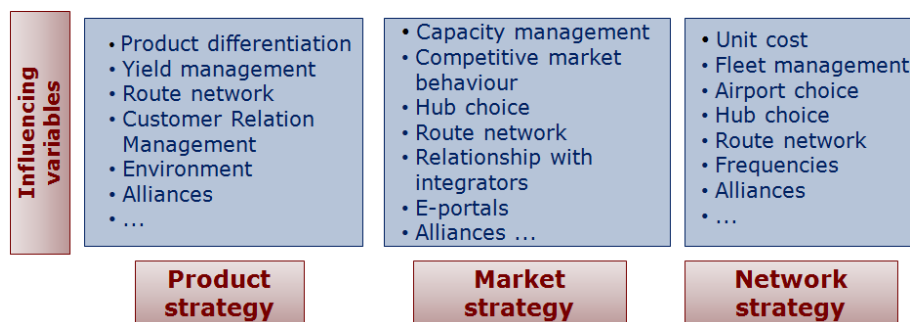 Influencing
variables
• Product differentiation
• Yield management
• Route network
• Customer Relation
Management
• Environment
• Alliances
• ...
• Capacity management
• Competitive market
behaviour
• Hub choice
• Route network
• Relationship with
integrators
• E-portals
• Alliances ...
• Unit cost
• Fleet management
• Airport choice
• Hub choice
• Route network
• Frequencies
• Alliances
• ...
Product
strategy
Market
strategy
Network
strategy